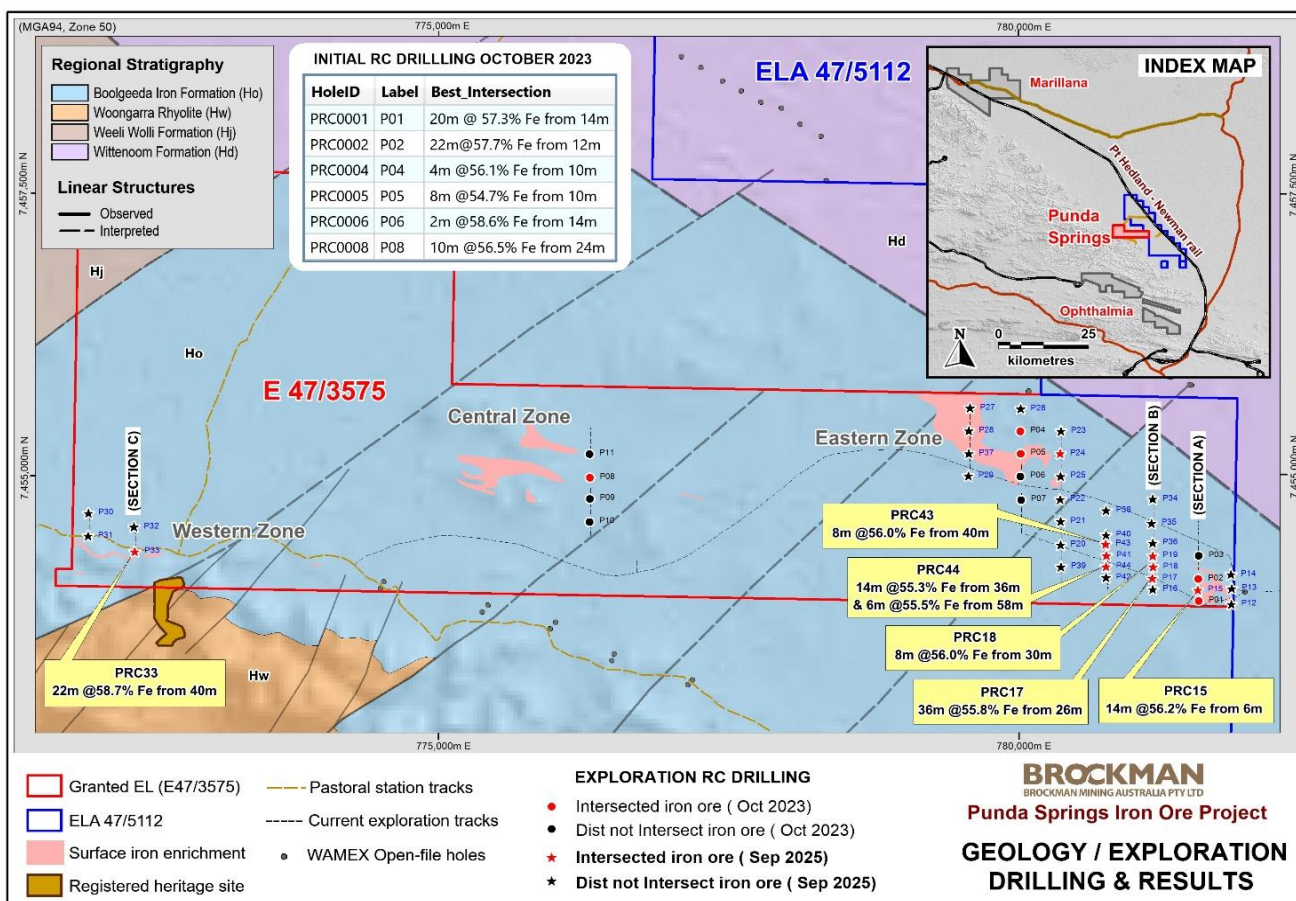 (MGA94, Zone 50)
775,000m E
780,000m E
7,457,500m N
7,457,500m N
7,455,000m N
7,455,000m N
775,000m E
780,000m E
Regional Stratigraphy
Boolgeeda Iron Formation (Ho)
Woongarra Rhyolite (Hw)
Weeli Wolli Formation (Hj)
Wittenoom Formation (Hd)
Linear Structures
Observed
Interpreted
INITIAL RC DRILLLING OCTOBER 2023
HoleID Label Best_Intersection
PRC0001 P01 20m @ 57.3% Fe from 14m
PRC0002 P02 22m@57.7% Fe from 12m
PRC0004 P04 4m @56.1% Fe from 10m
PRC0005 P05 8m @54.7% Fe from 10m
PRC0006 P06 2m @58.6% Fe from 14m
PRC0008 P08 10m @56.5% Fe from 24m
ELA 47/5112
INDEX MAP
Marillana
Pt Hedland - Newman rail
Punda
Springs
Ophthalmia
N
0 25
kilometres
Hj
Hd
Ho
E 47/3575
Central Zone
Eastern Zone
Western Zone
Hw
(SECTION C)
(SECTION B)
(SECTION A)
P30
P31
P32
P33
P11
P08
P09
P10
P27
P28
P37
P29
P26
P04
P05
P06
P07
P23
P24
P25
P22
P21
P20
P39
P38
P40
P43
P41
P44
P42
P34
P35
P36
P19
P18
P17
P16
P03
P02
P15
P01
P14
P13
P12
PRC43
8m @56.0% Fe from 40m
PRC44
14m @55.3% Fe from 36m
& 6m @55.5% Fe from 58m
PRC18
8m @56.0% Fe from 30m
PRC17
36m @55.8% Fe from 26m
PRC15
14m @56.2% Fe from 6m
PRC33
22m @58.7% Fe from 40m
Granted EL (E47/3575)
ELA 47/5112
Surface iron enrichment
Registered heritage site
Pastoral station tracks
Current exploration tracks
WAMEX Open-file holes
EXPLORATION RC DRILLING
Intersected iron ore ( Oct 2023)
Dist not Intersect iron ore ( Oct 2023)
Intersected iron ore ( Sep 2025)
Dist not Intersect iron ore ( Sep 2025)
BROCKMAN
BROCKMAN MINING AUSTRALIA PTY LTD
Punda Springs Iron Ore Project
GEOLOGY / EXPLORATION
DRILLING & RESULTS